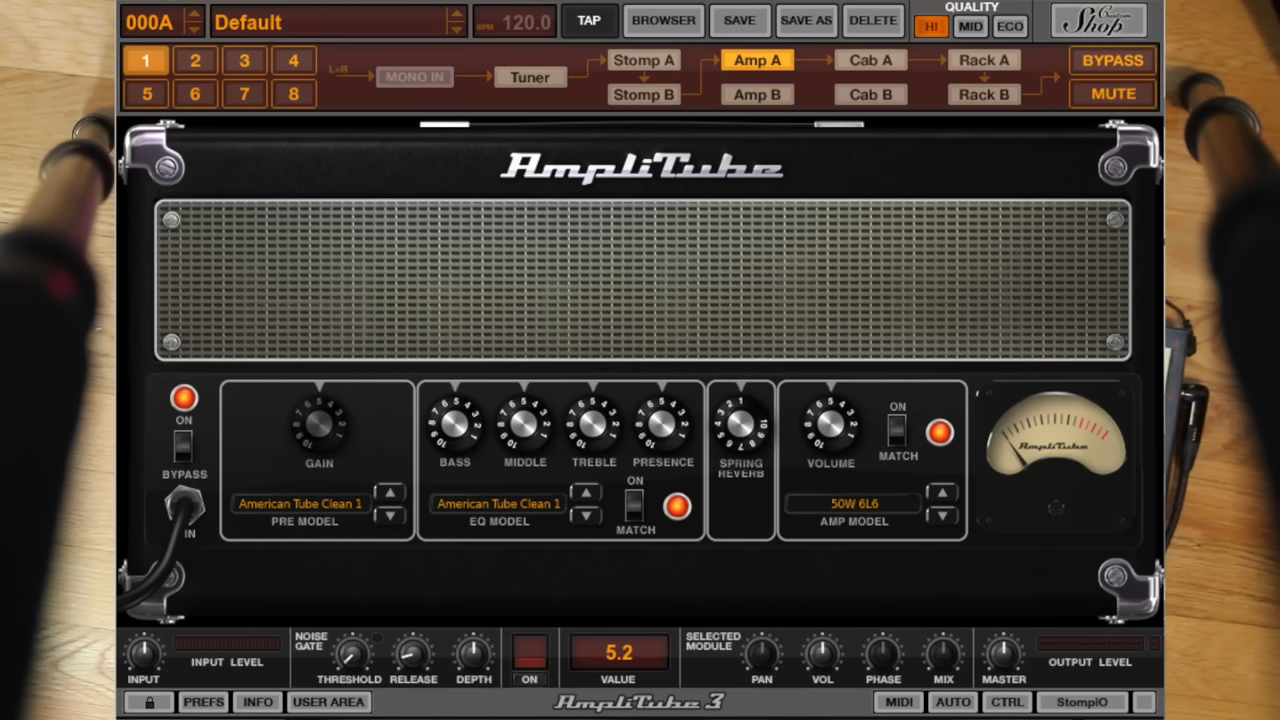 000A Default BPM 120.0 TAP BROWSER SAVE SAVE AS DELETE
QUALITY
HI MID ECO
Custom Shop
1 2 3 4
5 6 7 8
L+R MONO IN Tuner
Stomp A Amp A Cab A Rack A BYPASS
Stomp B Amp B Cab B Rack B MUTE
AmpliTube
ON
BYPASS
IN
GAIN
American Tube Clean 1
PRE MODEL
BASS MIDDLE TREBLE PRESENCE
American Tube Clean 1
EQ MODEL
ON
MATCH
SPRING
REVERB
VOLUME
ON
MATCH
50W 6L6
AMP MODEL
AmpliTube
INPUT
INPUT LEVEL
NOISE
GATE
THRESHOLD RELEASE DEPTH
ON
5.2
VALUE
SELECTED
MODULE
PAN VOL PHASE MIX
MASTER
OUTPUT LEVEL
PREFS INFO USER AREA AmpliTube 3 MIDI AUTO CTRL StompIO